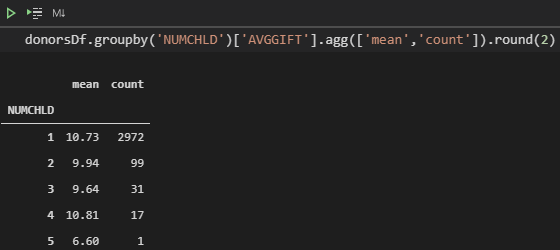 M↓
donorsDf.groupby('NUMCHLD')['AVGGIFT'].agg(['mean','count']).round(2)
mean count
NUMCHLD
1 10.73 2972
2 9.94 99
3 9.64 31
4 10.81 17
5 6.60 1